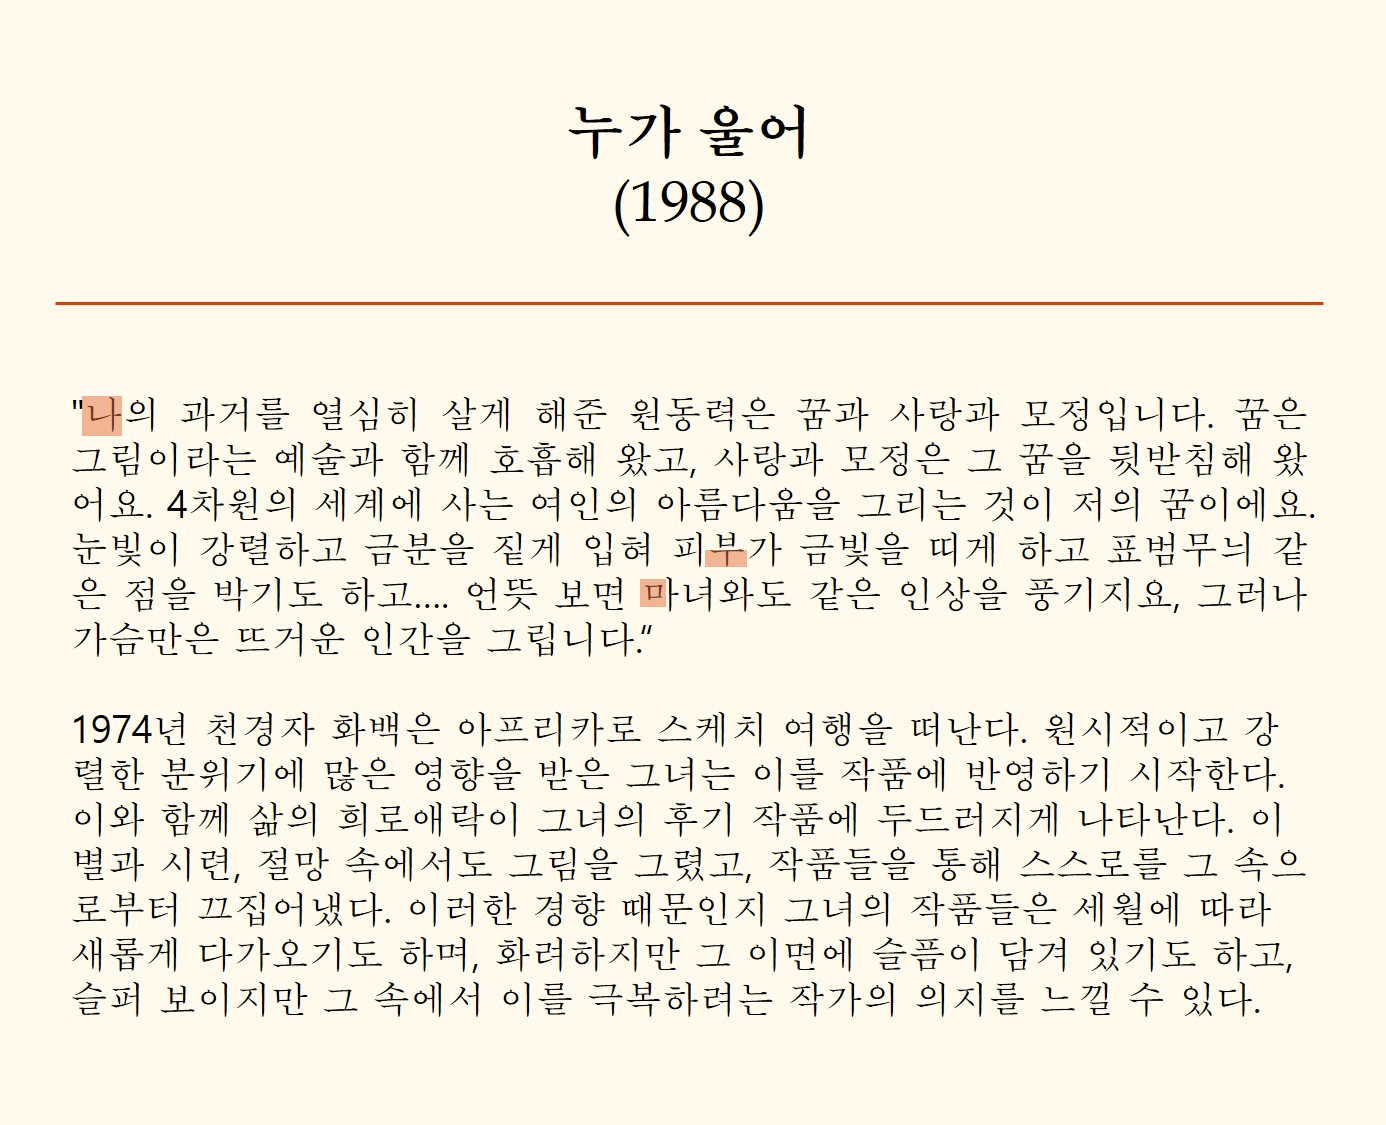 누가 울어
(1988)
"나의 과거를 열심히 살게 해준 원동력은 꿈과 사랑과 모정입니다. 꿈은
그림이라는 예술과 함께 호흡해 왔고, 사랑과 모정은 그 꿈을 뒷받침해 왔
어요. 4차원의 세계에 사는 여인의 아름다움을 그리는 것이 저의 꿈이에요.
눈빛이 강렬하고 금분을 짙게 입혀 피부가 금빛을 띠게 하고 표범무늬 같
은 점을 박기도 하고.... 언뜻 보면 마녀와도 같은 인상을 풍기지요, 그러나
가슴만은 뜨거운 인간을 그립니다.“
1974년 천경자 화백은 아프리카로 스케치 여행을 떠난다. 원시적이고 강
렬한 분위기에 많은 영향을 받은 그녀는 이를 작품에 반영하기 시작한다.
이와 함께 삶의 희로애락이 그녀의 후기 작품에 두드러지게 나타난다. 이
별과 시련, 절망 속에서도 그림을 그렸고, 작품들을 통해 스스로를 그 속으
로부터 끄집어냈다. 이러한 경향 때문인지 그녀의 작품들은 세월에 따라
새롭게 다가오기도 하며, 화려하지만 그 이면에 슬픔이 담겨 있기도 하고,
슬퍼 보이지만 그 속에서 이를 극복하려는 작가의 의지를 느낄 수 있다.